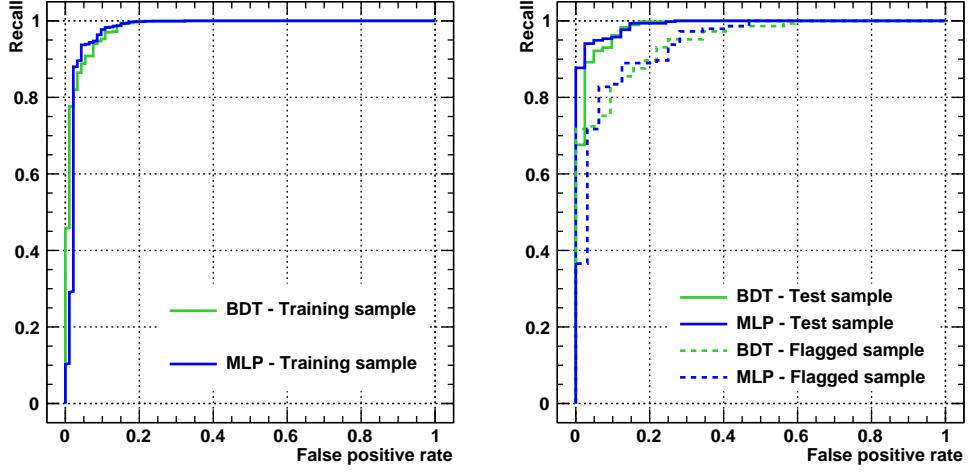 Recall
1
0.8
0.6
0.4
0.2
0
BDT - Training sample
MLP - Training sample
0 0.2 0.4 0.6 0.8 1
False positive rate
Recall
1
0.8
0.6
0.4
0.2
0
BDT - Test sample
MLP - Test sample
BDT - Flagged sample
MLP - Flagged sample
0 0.2 0.4 0.6 0.8 1
False positive rate